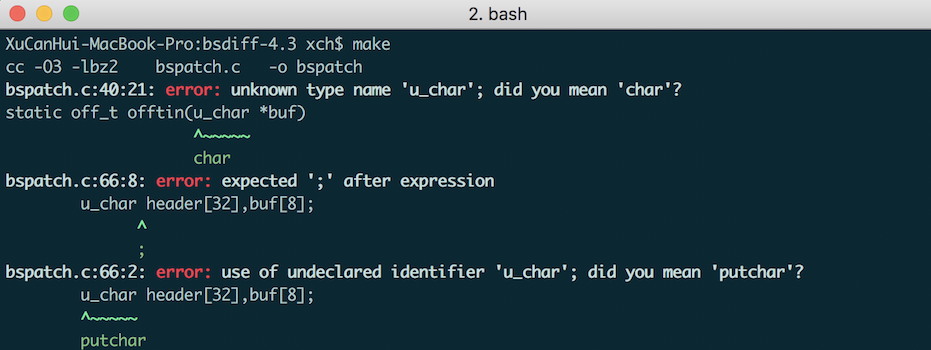 2. bash
XuCanHui-MacBook-Pro:bsdiff-4.3 xch$ make
cc -O3 -lbz2    bspatch.c   -o bspatch
bspatch.c:40:21: error: unknown type name 'u_char'; did you mean 'char'?
static off_t offtin(u_char *buf)
                    ^~~~~~
                    char
bspatch.c:66:8: error: expected ';' after expression
        u_char header[32],buf[8];
              ^
              ;
bspatch.c:66:2: error: use of undeclared identifier 'u_char'; did you mean 'putchar'?
        u_char header[32],buf[8];
        ^~~~~~
        putchar